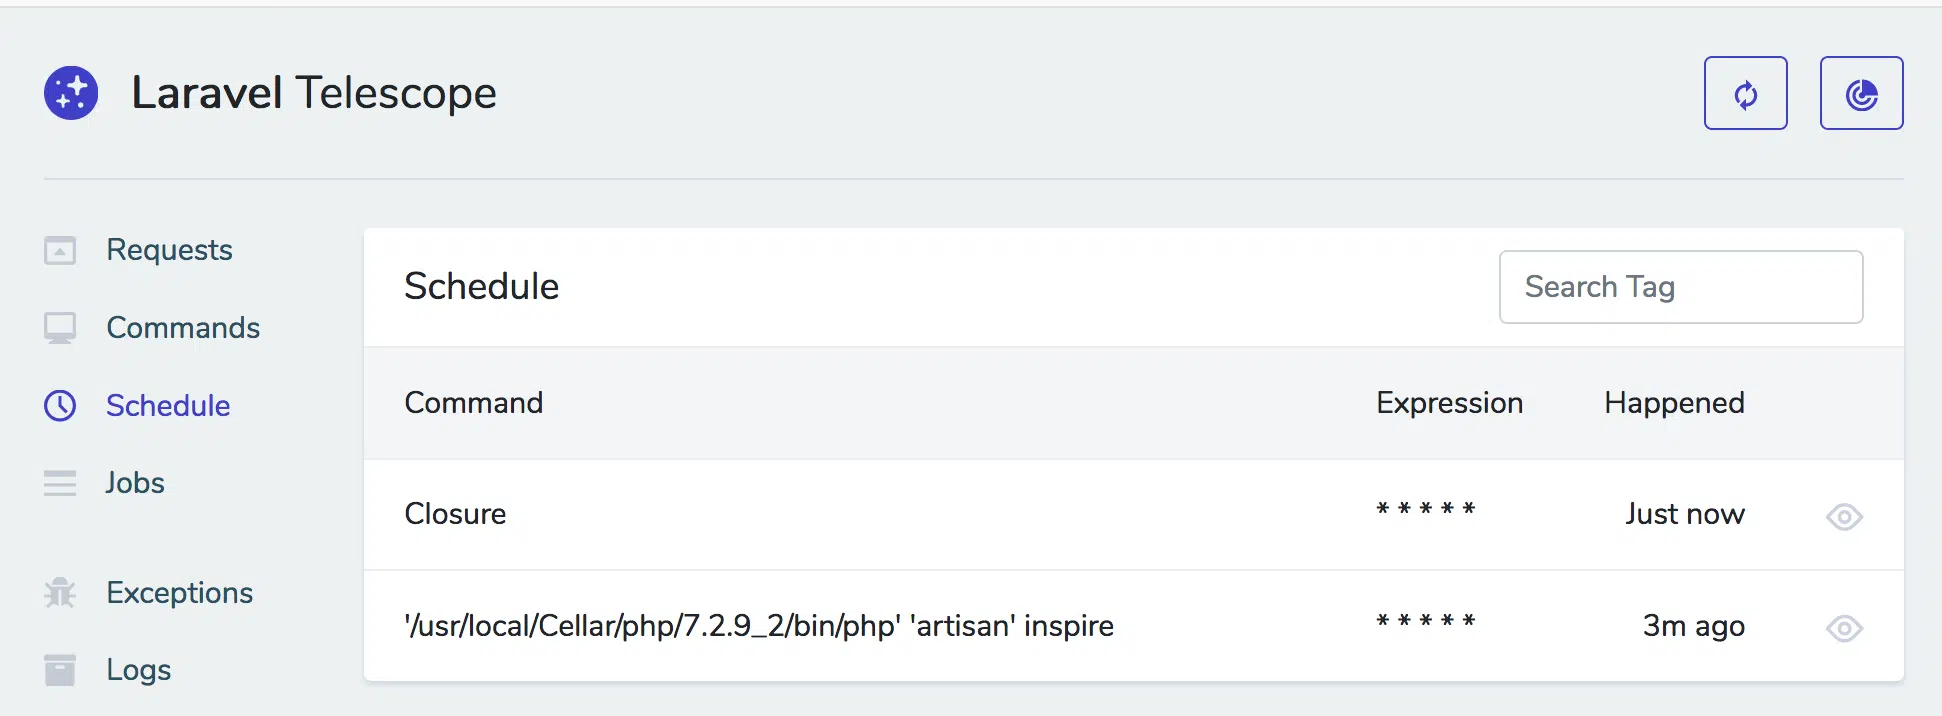 Laravel Telescope
Requests
Commands
Schedule
Jobs
Exceptions
Logs
Schedule
Search Tag
Command Expression Happened
Closure * * * * * Just now
'/usr/local/Cellar/php/7.2.9_2/bin/php' 'artisan' inspire * * * * * 3m ago